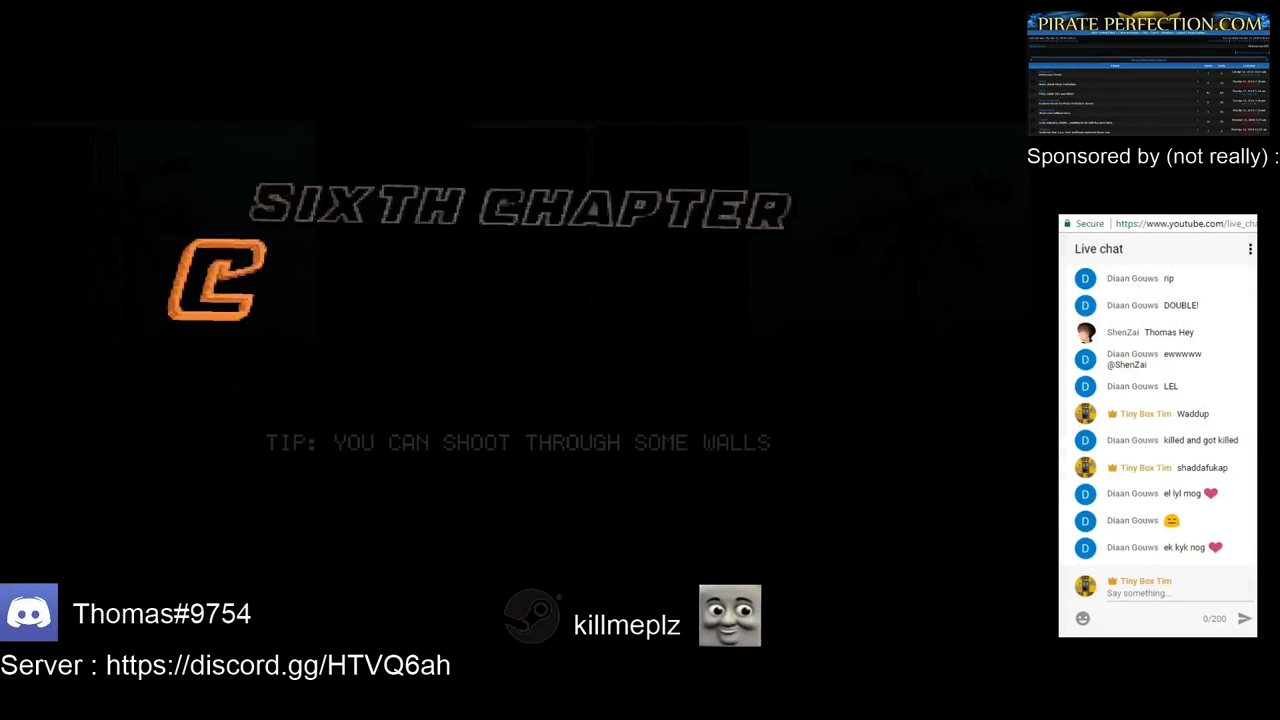 PIRATE PERFECTION.COM
Sponsored by (not really) :
SIXTH CHAPTER
C
TIP: YOU CAN SHOOT THROUGH SOME WALLS
Secure https://www.youtube.com/live_cha
Live chat
Diaan Gouws rip
Diaan Gouws DOUBLE!
ShenZai Thomas Hey
Diaan Gouws ewwwww
@ShenZai
Diaan Gouws LEL
Tiny Box Tim Waddup
Diaan Gouws killed and got killed
Tiny Box Tim shaddafukap
Diaan Gouws el lyl mog
Diaan Gouws
Diaan Gouws ek kyk nog
Tiny Box Tim
Say something...
0/200
Thomas#9754
killmeplz
Server : https://discord.gg/HTVQ6ah